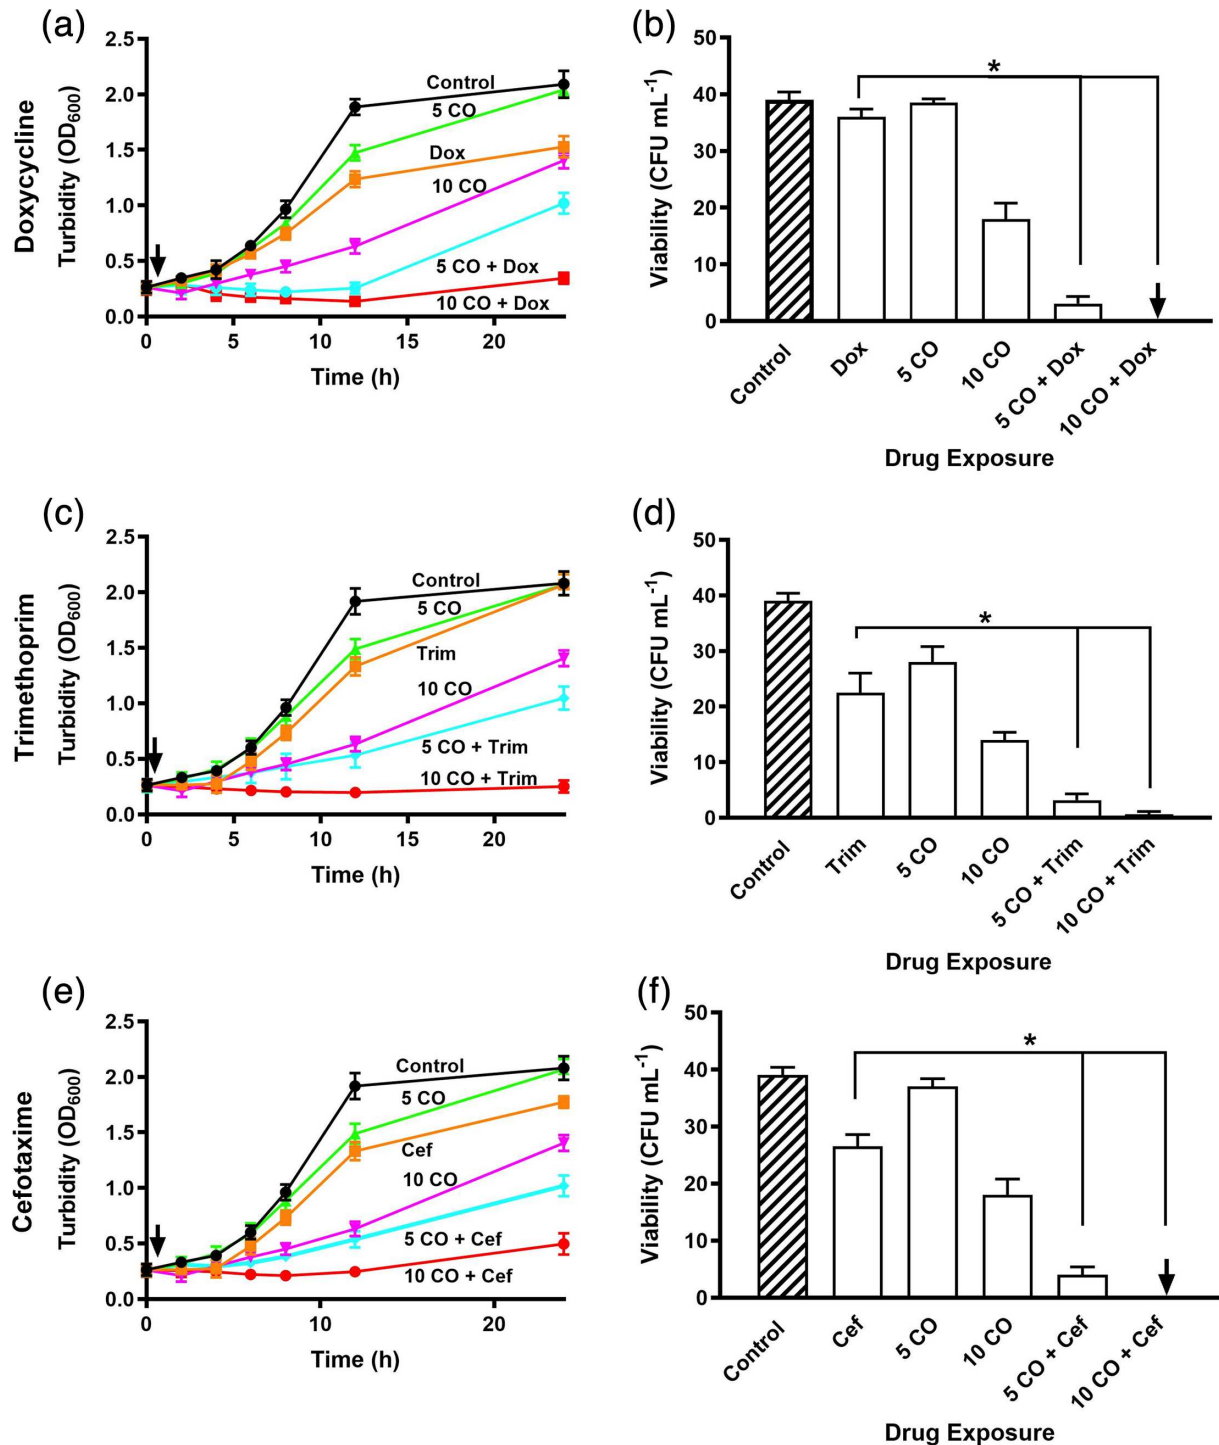 (a)
Doxycycline
Turbidity (OD600)
2.5
2.0
1.5
1.0
0.5
0.0
Control
5 CO
Dox
10 CO
5 CO + Dox
10 CO + Dox
0
10
20
5
15
Time (h)
(b)
Viability (CFU mL-1)
50
40
30
20
10
0
*
Control
Dox
5 CO
10 CO
5 CO + Dox
10 CO + Dox
Drug Exposure
(c)
Trimethoprim
Turbidity (OD600)
2.5
2.0
1.5
1.0
0.5
0.0
Control
5 CO
Trim
10 CO
5 CO + Trim
10 CO + Trim
0
5
10
15
20
Time (h)
(d)
Viability (CFU mL-1)
50
40
30
20
10
0
*
Control
Trim
5 CO
10 CO
5 CO + Trim
10 CO + Trim
Drug Exposure
(e)
Cefotaxime
Turbidity (OD600)
2.5
2.0
1.5
1.0
0.5
0.0
Control
5 CO
Cef
10 CO
5 CO + Cef
10 CO + Cef
0
10
20
Time (h)
(f)
Viability (CFU mL-1)
50
40
30
20
10
0
*
Control
Cef
5 CO
10 CO
5 CO + Cef
10 CO + Cef
Drug Exposure